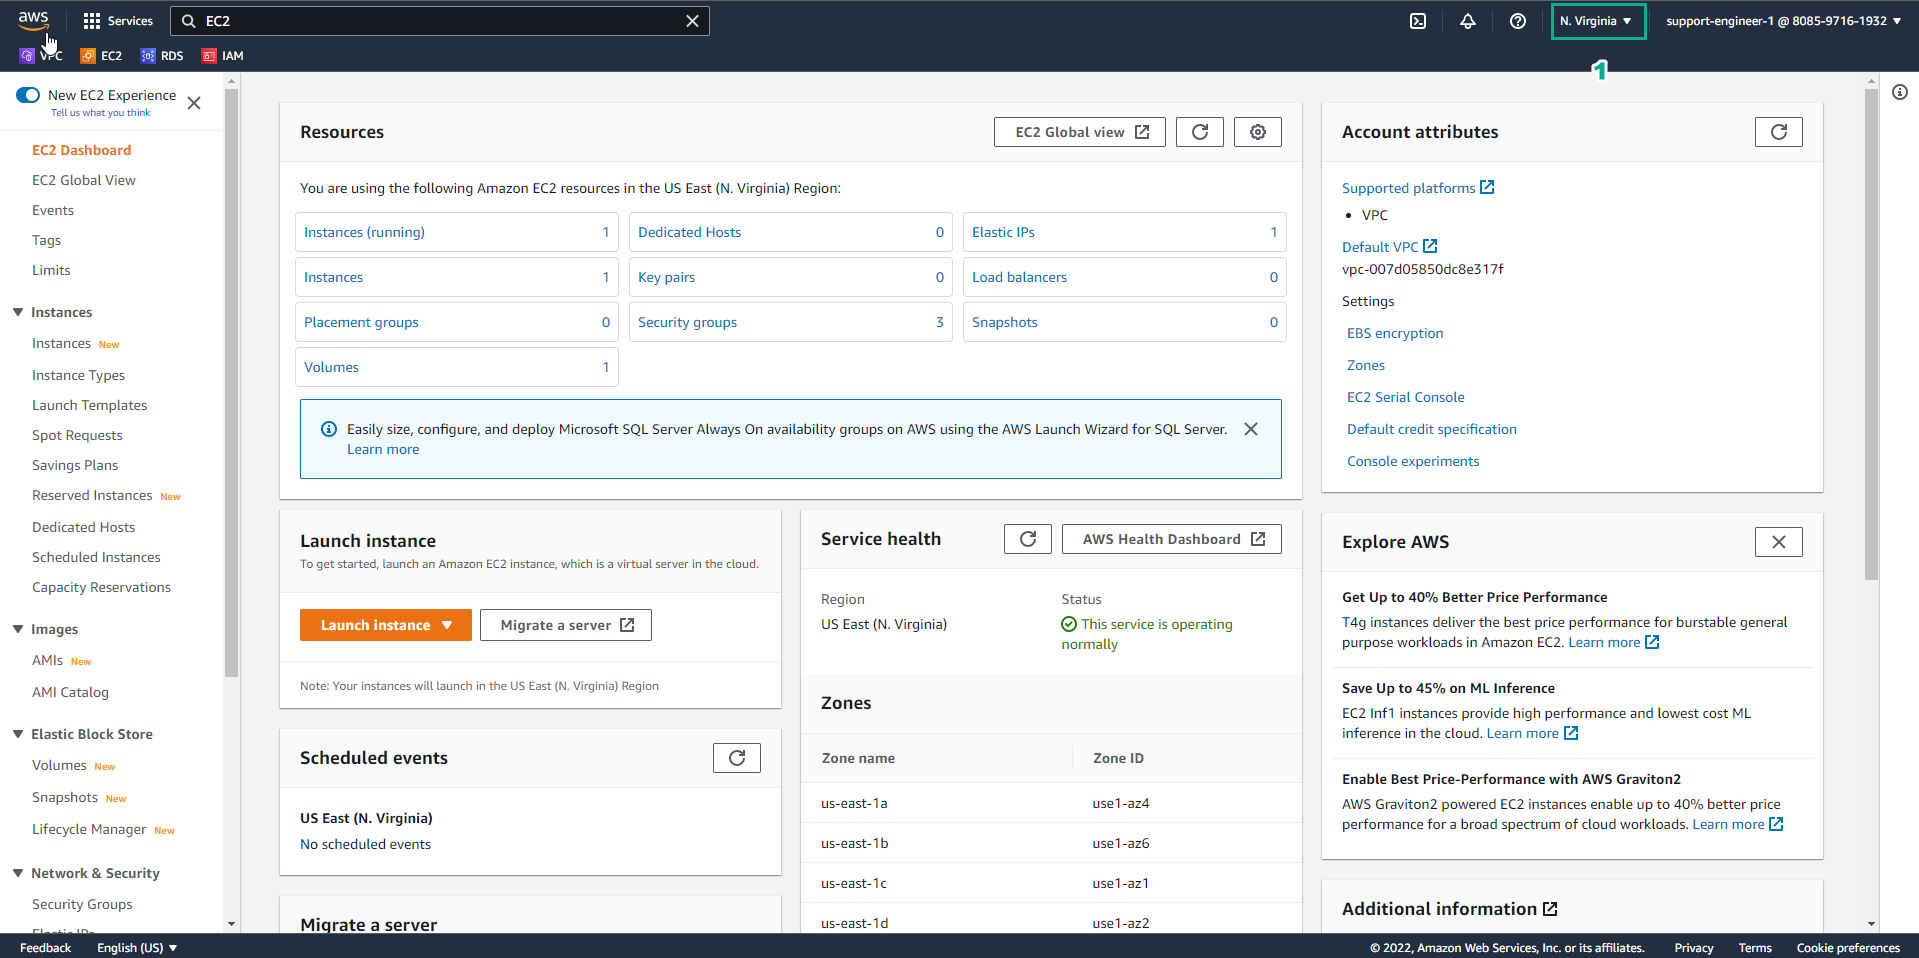 aws
Services
EC2
N. Virginia
support-engineer-1 @ 8085-9716-1932
VPC
EC2
RDS
IAM
1
New EC2 Experience
Tell us what you think
EC2 Dashboard
EC2 Global View
Events
Tags
Limits
Instances
Instances New
Instance Types
Launch Templates
Spot Requests
Savings Plans
Reserved Instances New
Dedicated Hosts
Scheduled Instances
Capacity Reservations
Images
AMIs New
AMI Catalog
Elastic Block Store
Volumes New
Snapshots New
Lifecycle Manager New
Network & Security
Security Groups
Elastic IPs
Resources
EC2 Global view
You are using the following Amazon EC2 resources in the US East (N. Virginia) Region:
Instances (running) 1
Dedicated Hosts 0
Elastic IPs 1
Instances 1
Key pairs 0
Load balancers 0
Placement groups 0
Security groups 3
Snapshots 0
Volumes 1
Easily size, configure, and deploy Microsoft SQL Server Always On availability groups on AWS using the AWS Launch Wizard for SQL Server.
Learn more
Launch instance
To get started, launch an Amazon EC2 instance, which is a virtual server in the cloud.
Launch instance
Migrate a server
Note: Your instances will launch in the US East (N. Virginia) Region
Scheduled events
US East (N. Virginia)
No scheduled events
Migrate a server
Service health
AWS Health Dashboard
Region
US East (N. Virginia)
Status
This service is operating
normally
Zones
Zone name Zone ID
us-east-1a use1-az4
us-east-1b use1-az6
us-east-1c use1-az1
us-east-1d use1-az2
Account attributes
Supported platforms
• VPC
Default VPC
vpc-007d05850dc8e317f
Settings
EBS encryption
Zones
EC2 Serial Console
Default credit specification
Console experiments
Explore AWS
Get Up to 40% Better Price Performance
T4g instances deliver the best price performance for burstable general
purpose workloads in Amazon EC2. Learn more
Save Up to 45% on ML Inference
EC2 Inf1 instances provide high performance and lowest cost ML
inference in the cloud. Learn more
Enable Best Price-Performance with AWS Graviton2
AWS Graviton2 powered EC2 instances enable up to 40% better price
performance for a broad spectrum of cloud workloads. Learn more
Additional information
Feedback
English (US)
© 2022, Amazon Web Services, Inc. or its affiliates.
Privacy
Terms
Cookie preferences